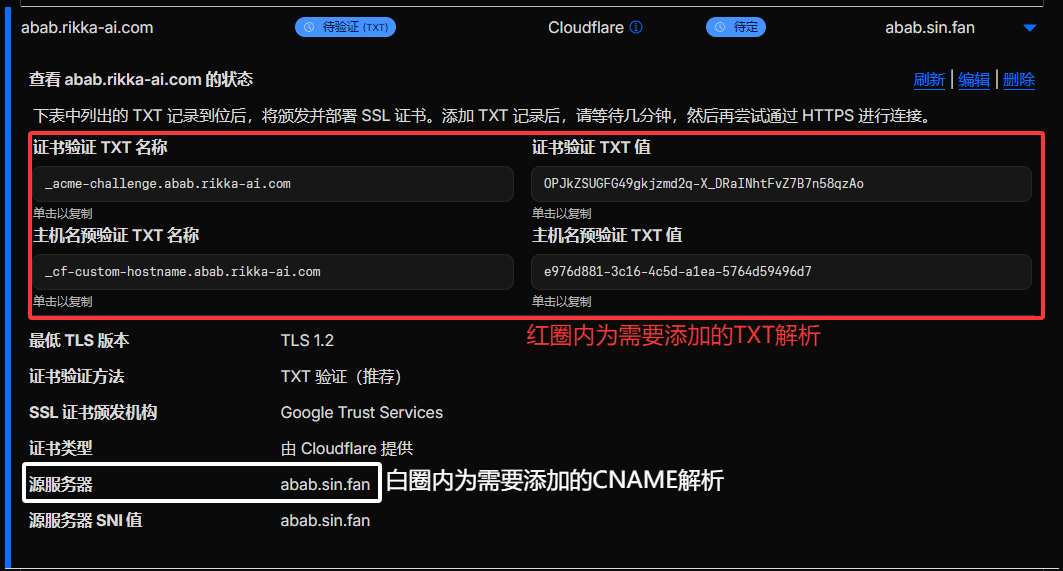 abab.rikka-ai.com 待验证 (TXT) Cloudflare 待定 abab.sin.fan
查看 abab.rikka-ai.com 的状态 刷新 编辑 删除
下表中列出的 TXT 记录到位后，将颁发并部署 SSL 证书。添加 TXT 记录后，请等待几分钟，然后再尝试通过 HTTPS 进行连接。
证书验证 TXT 名称 证书验证 TXT 值
_acme-challenge.abab.rikka-ai.com OPJkZSUGFG49gkjzmd2q-X_DRaINhtFvZ7B7n58qzAo
单击以复制 单击以复制
主机名预验证 TXT 名称 主机名预验证 TXT 值
_cf-custom-hostname.abab.rikka-ai.com e976d881-3c16-4c5d-a1ea-5764d59496d7
单击以复制 单击以复制
红圈内为需要添加的TXT解析
最低 TLS 版本 TLS 1.2
证书验证方法 TXT 验证（推荐）
SSL 证书颁发机构 Google Trust Services
证书类型 由 Cloudflare 提供
源服务器 abab.sin.fan 白圈内为需要添加的CNAME解析
源服务器 SNI 值 abab.sin.fan